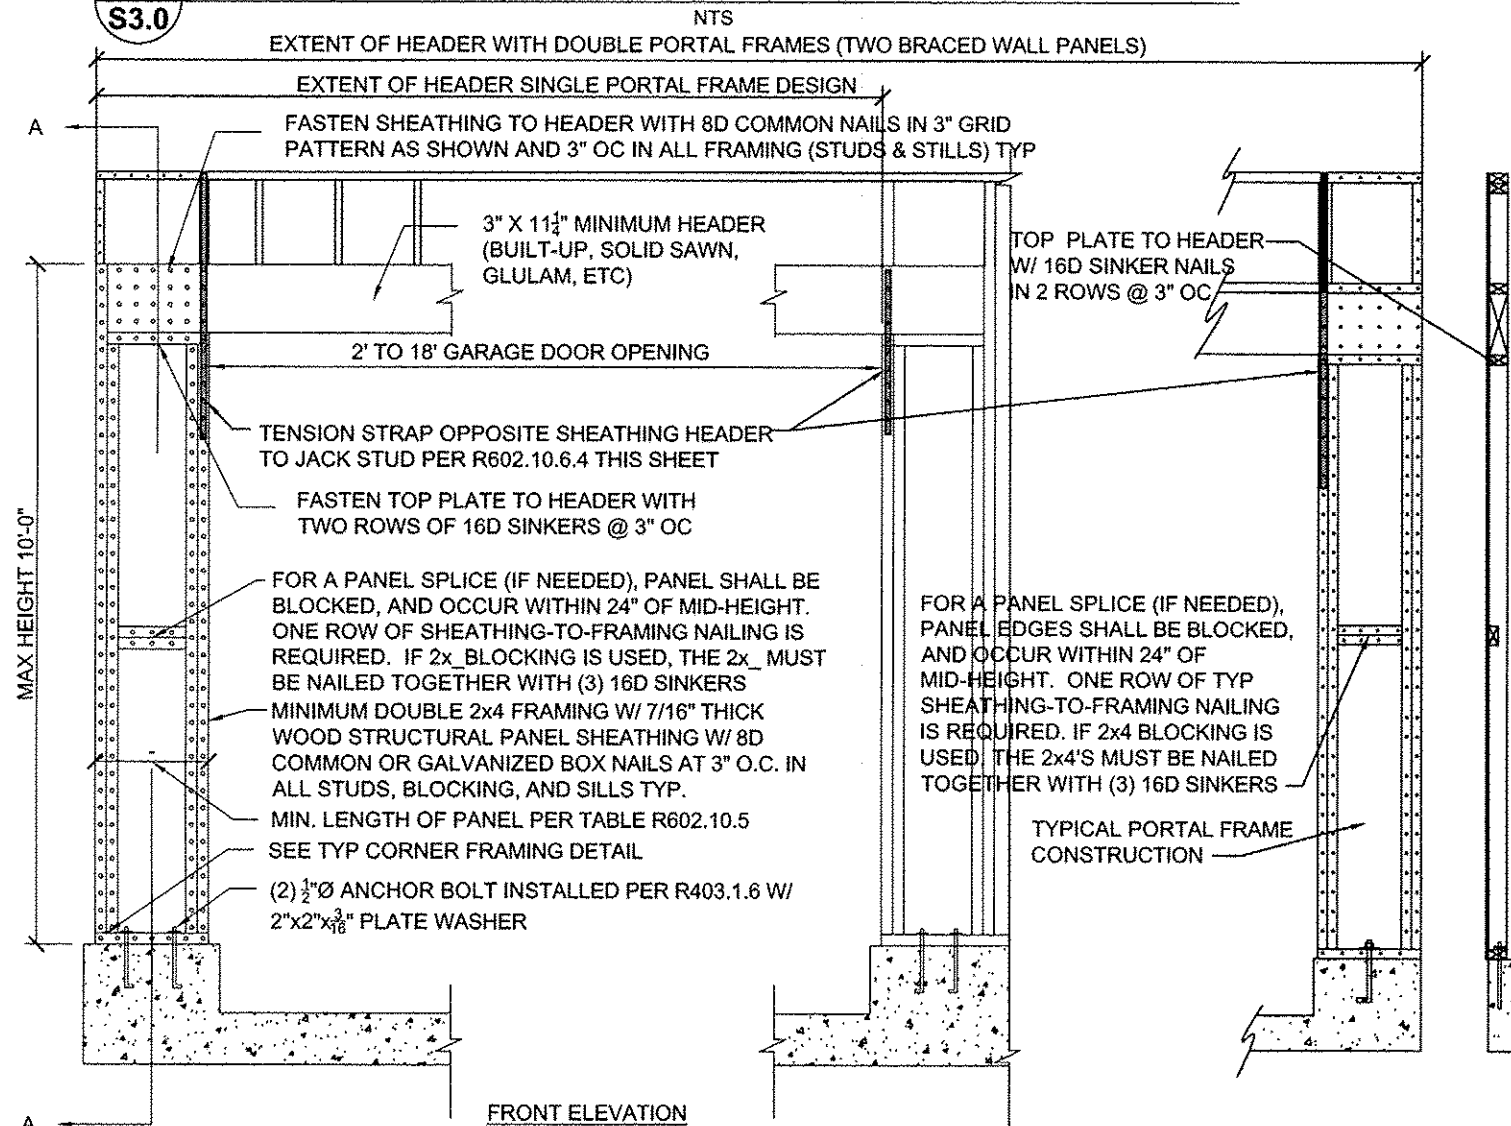 S3.0
NTS
EXTENT OF HEADER WITH DOUBLE PORTAL FRAMES (TWO BRACED WALL PANELS)
EXTENT OF HEADER SINGLE PORTAL FRAME DESIGN
A
FASTEN SHEATHING TO HEADER WITH 8D COMMON NAILS IN 3" GRID
PATTERN AS SHOWN AND 3" OC IN ALL FRAMING (STUDS & STILLS) TYP
3" X 11 1/4" MINIMUM HEADER
(BUILT-UP, SOLID SAWN,
GLULAM, ETC)
TOP PLATE TO HEADER
W/ 16D SINKER NAILS
IN 2 ROWS @ 3" OC
2' TO 18' GARAGE DOOR OPENING
TENSION STRAP OPPOSITE SHEATHING HEADER
TO JACK STUD PER R602.10.6.4 THIS SHEET
FASTEN TOP PLATE TO HEADER WITH
TWO ROWS OF 16D SINKERS @ 3" OC
MAX HEIGHT 10'-0"
FOR A PANEL SPLICE (IF NEEDED), PANEL SHALL BE
BLOCKED, AND OCCUR WITHIN 24" OF MID-HEIGHT.
ONE ROW OF SHEATHING-TO-FRAMING NAILING IS
REQUIRED. IF 2x_BLOCKING IS USED, THE 2x_ MUST
BE NAILED TOGETHER WITH (3) 16D SINKERS
MINIMUM DOUBLE 2x4 FRAMING W/ 7/16" THICK
WOOD STRUCTURAL PANEL SHEATHING W/ 8D
COMMON OR GALVANIZED BOX NAILS AT 3" O.C. IN
ALL STUDS, BLOCKING, AND SILLS TYP.
MIN. LENGTH OF PANEL PER TABLE R602.10.5
SEE TYP CORNER FRAMING DETAIL
(2) 1/2"Ø ANCHOR BOLT INSTALLED PER R403.1.6 W/
2"x2"x3/16" PLATE WASHER
FOR A PANEL SPLICE (IF NEEDED),
PANEL EDGES SHALL BE BLOCKED,
AND OCCUR WITHIN 24" OF
MID-HEIGHT. ONE ROW OF TYP
SHEATHING-TO-FRAMING NAILING
IS REQUIRED. IF 2x4 BLOCKING IS
USED, THE 2x4'S MUST BE NAILED
TOGETHER WITH (3) 16D SINKERS
TYPICAL PORTAL FRAME
CONSTRUCTION
A
FRONT ELEVATION